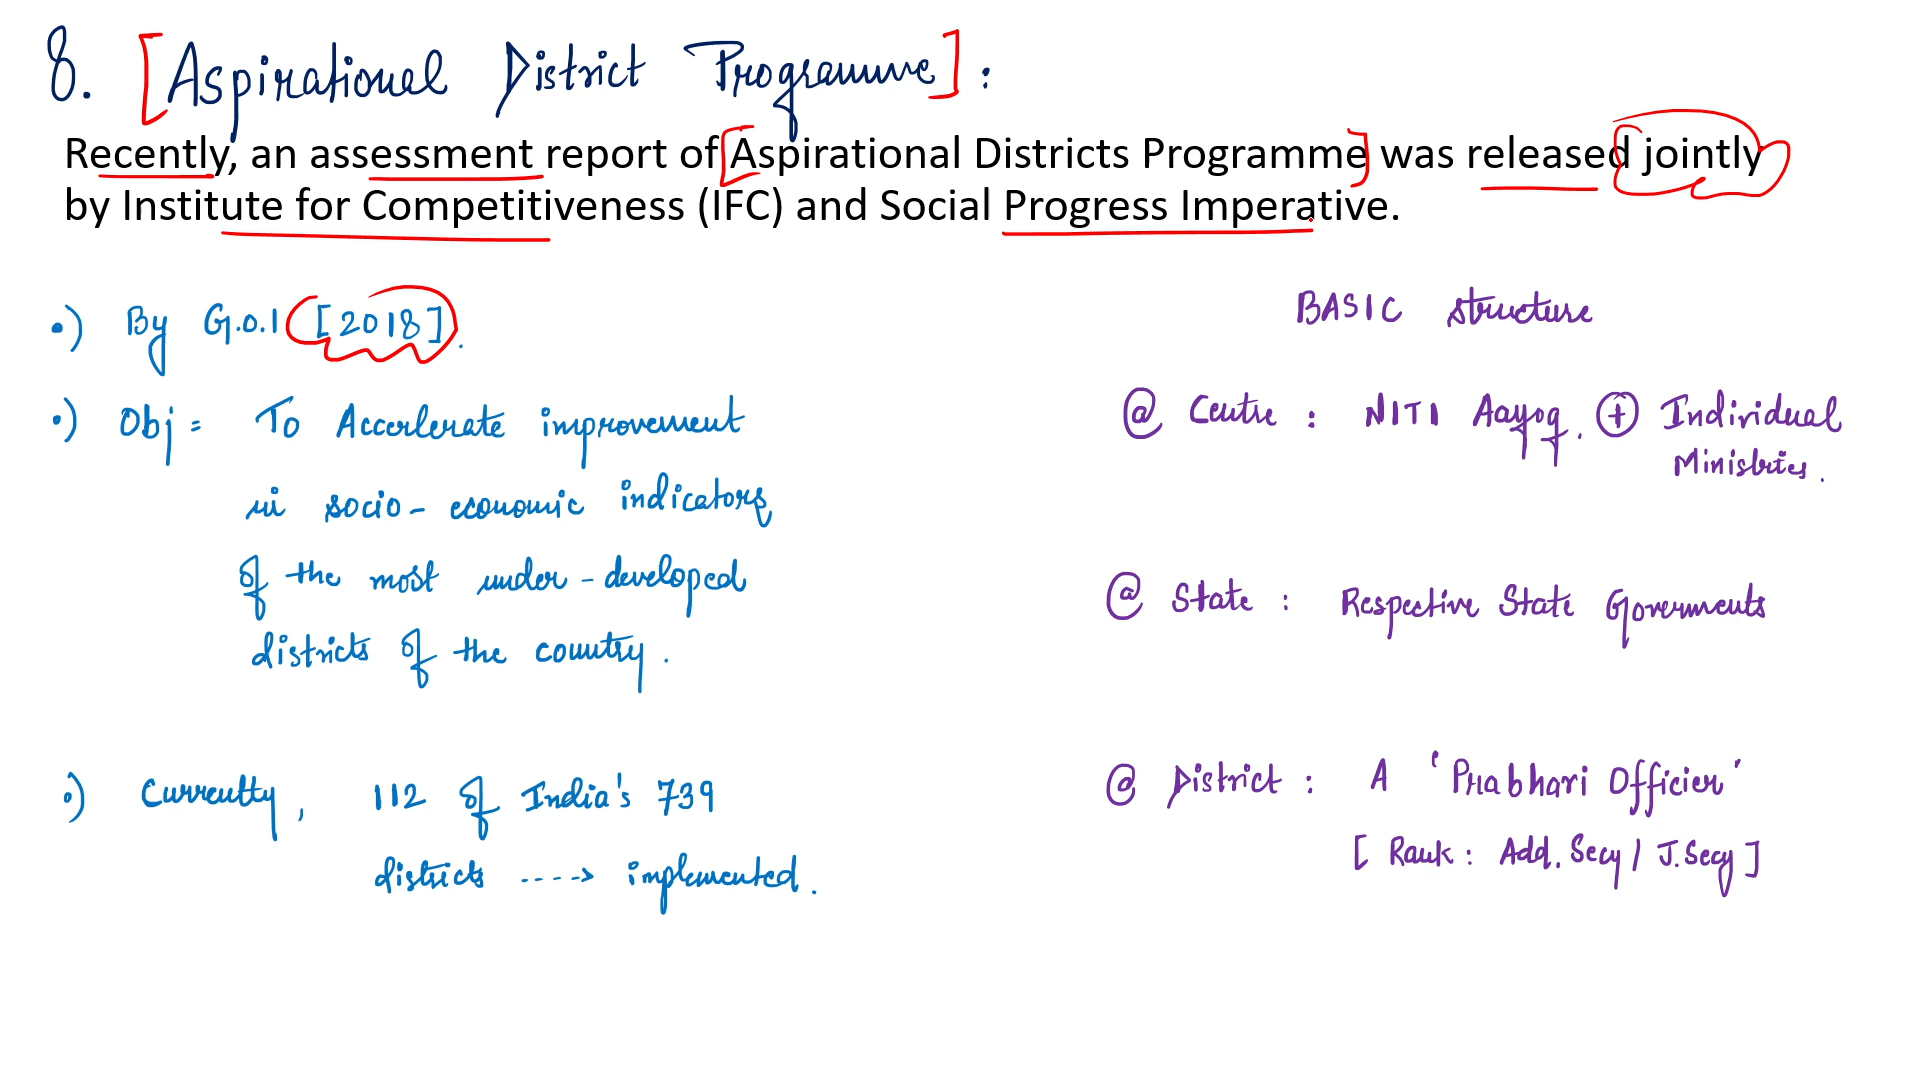 8. [Aspirational District Programme]:
Recently, an assessment report of [Aspirational Districts Programme] was released jointly
by Institute for Competitiveness (IFC) and Social Progress Imperative.
•) By G.O.I [2018].
•) Obj = To Accerlerate improvement
in socio-economic indicators
of the most under-developed
districts of the country.
•) Currently, 112 of India's 739
districts ----> implemented.
BASIC structure
@ Centre : NITI Aayog. + Individual
Ministries.
@ State : Respective State Governments
@ District : A 'Prabhari Officier'
[Rank: Add. Secy / J. Secy]